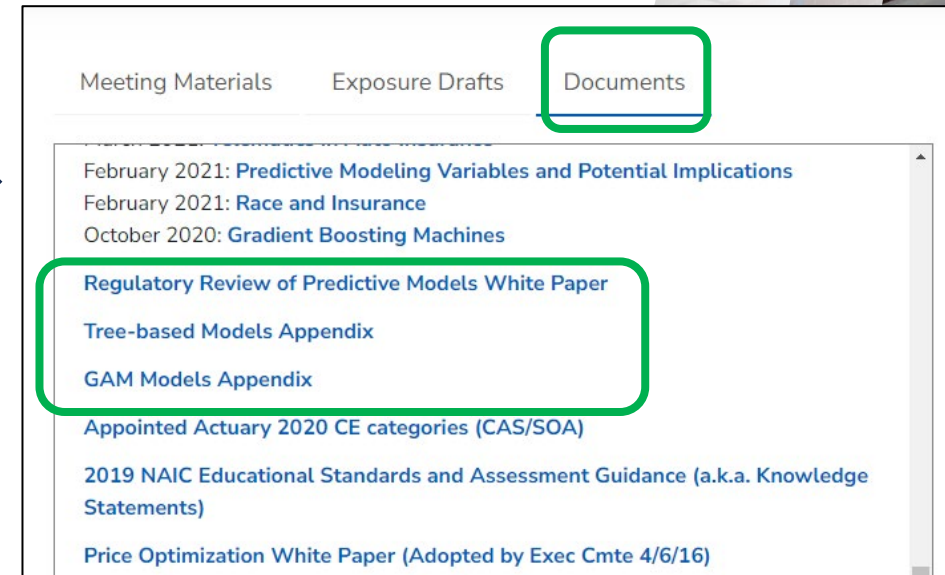 Meeting Materials Exposure Drafts Documents
February 2021: Predictive Modeling Variables and Potential Implications
February 2021: Race and Insurance
October 2020: Gradient Boosting Machines
Regulatory Review of Predictive Models White Paper
Tree-based Models Appendix
GAM Models Appendix
Appointed Actuary 2020 CE categories (CAS/SOA)
2019 NAIC Educational Standards and Assessment Guidance (a.k.a. Knowledge
Statements)
Price Optimization White Paper (Adopted by Exec Cmte 4/6/16)